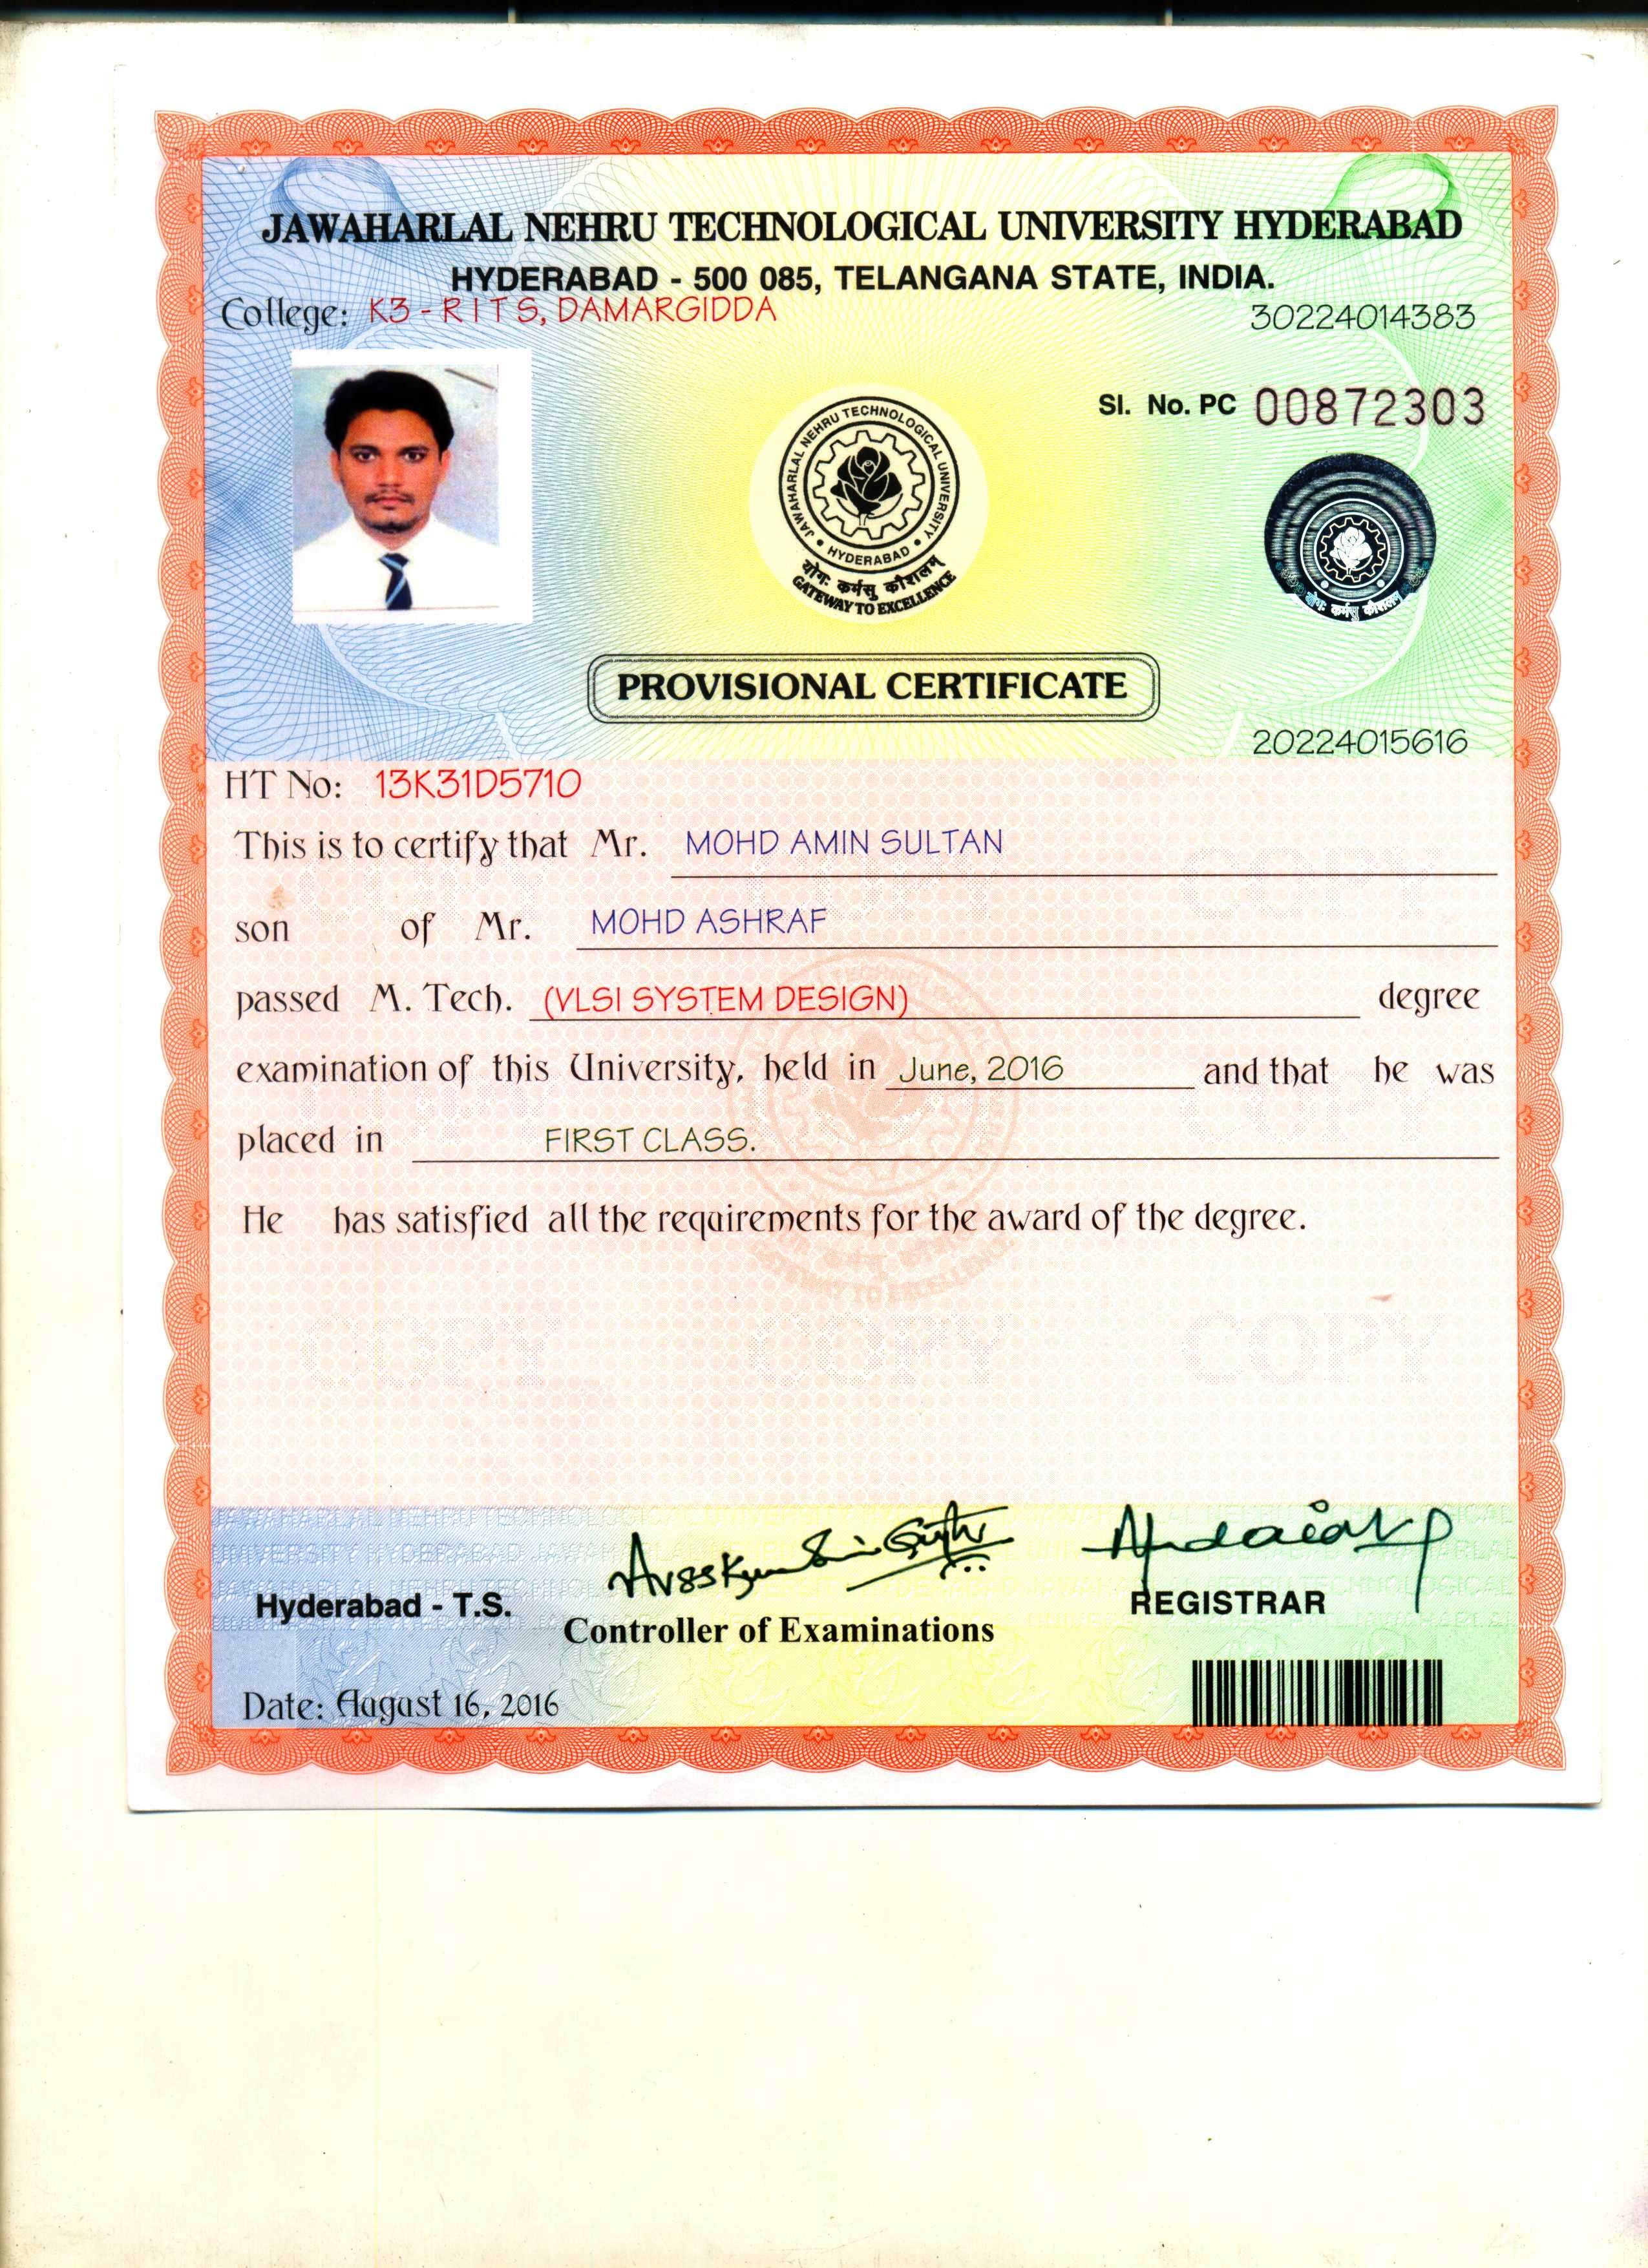 JAWAHARLAL NEHRU TECHNOLOGICAL UNIVERSITY HYDERABAD
HYDERABAD - 500 085, TELANGANA STATE, INDIA.
College: K3 - R I T S, DAMARGIDDA
30224014383
Sl. No. PC 00872303
JAWAHARLAL NEHRU TECHNOLOGICAL UNIVERSITY
• HYDERABAD •
योगः कर्मसु कौशलम्
GATEWAY TO EXCELLENCE
योगः कर्मसु कौशलम्
PROVISIONAL CERTIFICATE
20224015616
HT No: 13K31D5710
This is to certify that Mr. MOHD AMIN SULTAN
son of Mr. MOHD ASHRAF
passed M. Tech. (VLSI SYSTEM DESIGN) degree
examination of this University, held in June, 2016 and that he was
placed in FIRST CLASS.
He has satisfied all the requirements for the award of the degree.
COPY COPY COPY
Hyderabad - T.S.
Controller of Examinations
REGISTRAR
Date: August 16, 2016